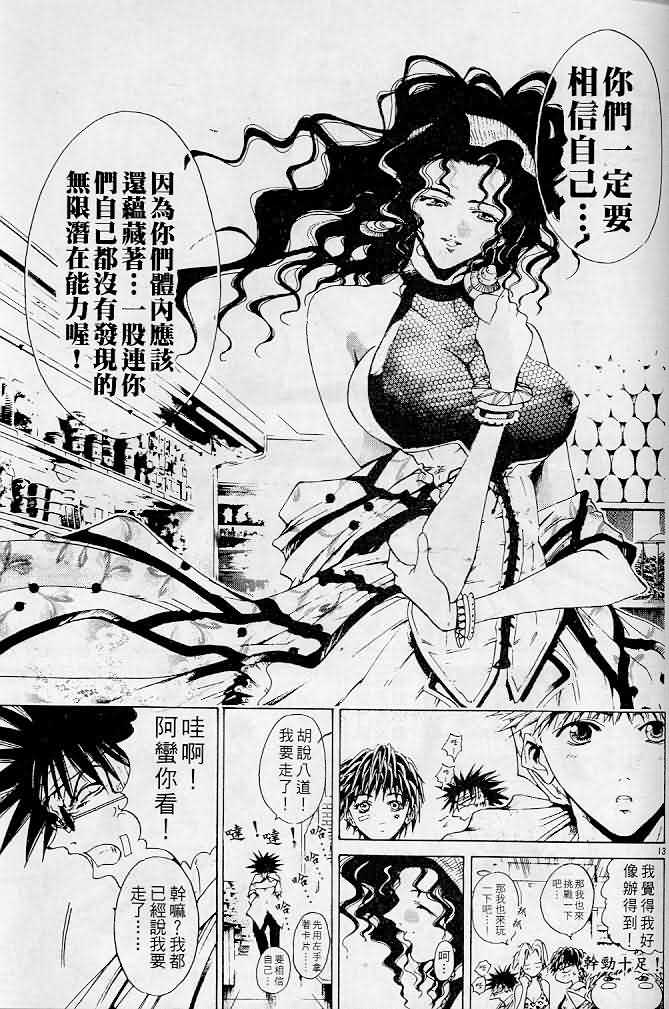 你們一定要
相信自己…
因為你們體內應該
還蘊藏著…一股連你
們自己都沒有發現的
無限潛在能力喔！
13
我覺得我好
像辦得到！
那我也來
挑戰一下
吧…
那我也來玩
一下吧…
幹勁十足！
呵…
胡說八道！
我要走了！
噠！
噠！
哈…
哈…
哈…
先用左手拿
著卡片…
要相信
自己…
哇啊！
阿蠻你看！
幹嘛？我都
已經說我要
走了……